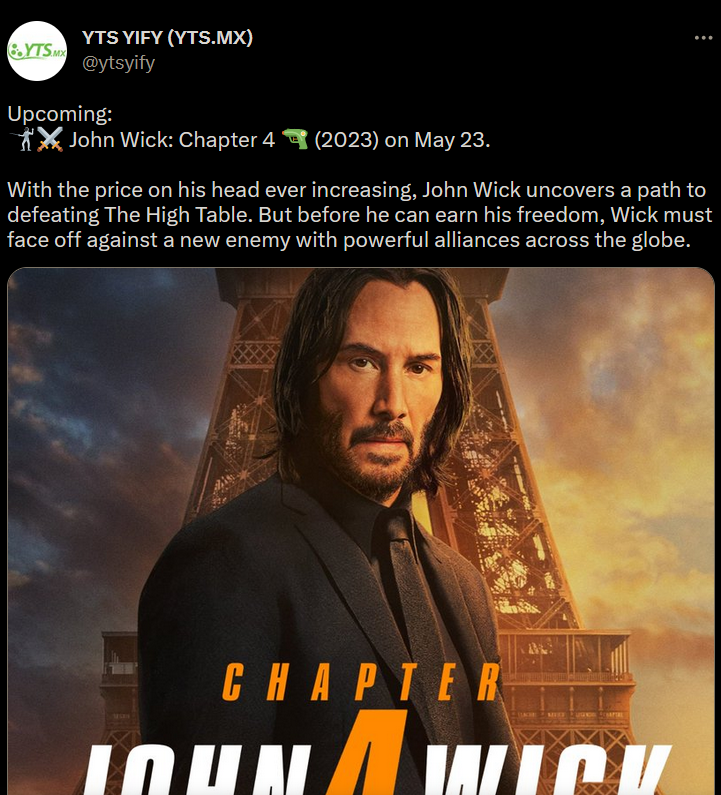 YTS.MX
YTS YIFY (YTS.MX)
@ytsyify
Upcoming:
🤺⚔️ John Wick: Chapter 4 🔫 (2023) on May 23.
With the price on his head ever increasing, John Wick uncovers a path to
defeating The High Table. But before he can earn his freedom, Wick must
face off against a new enemy with powerful alliances across the globe.
CHAPTER
JOHN 4 WICK